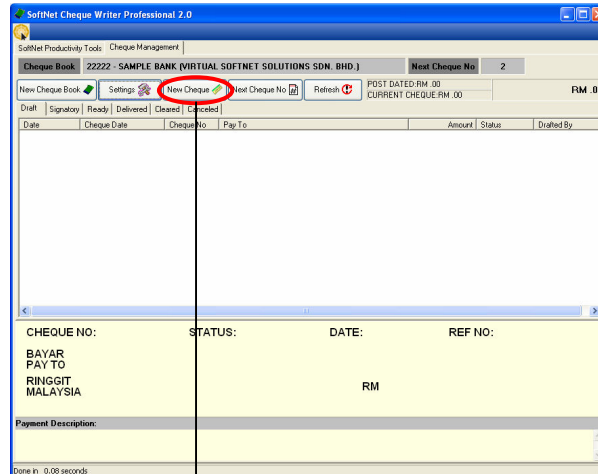 SoftNet Cheque Writer Professional 2.0
SoftNet Productivity Tools Cheque Management
Cheque Book 22222 - SAMPLE BANK (VIRTUAL SOFTNET SOLUTIONS SDN. BHD.) Next Cheque No 2
New Cheque Book Settings New Cheque Next Cheque No Refresh POST DATED:RM .00 RM .0
CURRENT CHEQUE:RM .00
Draft Signatory Ready Delivered Cleared Canceled
Date Cheque Date Cheque No Pay To Amount Status Drafted By
CHEQUE NO: STATUS: DATE: REF NO:
BAYAR
PAY TO
RINGGIT
MALAYSIA RM
Payment Description:
Done in 0.08 seconds